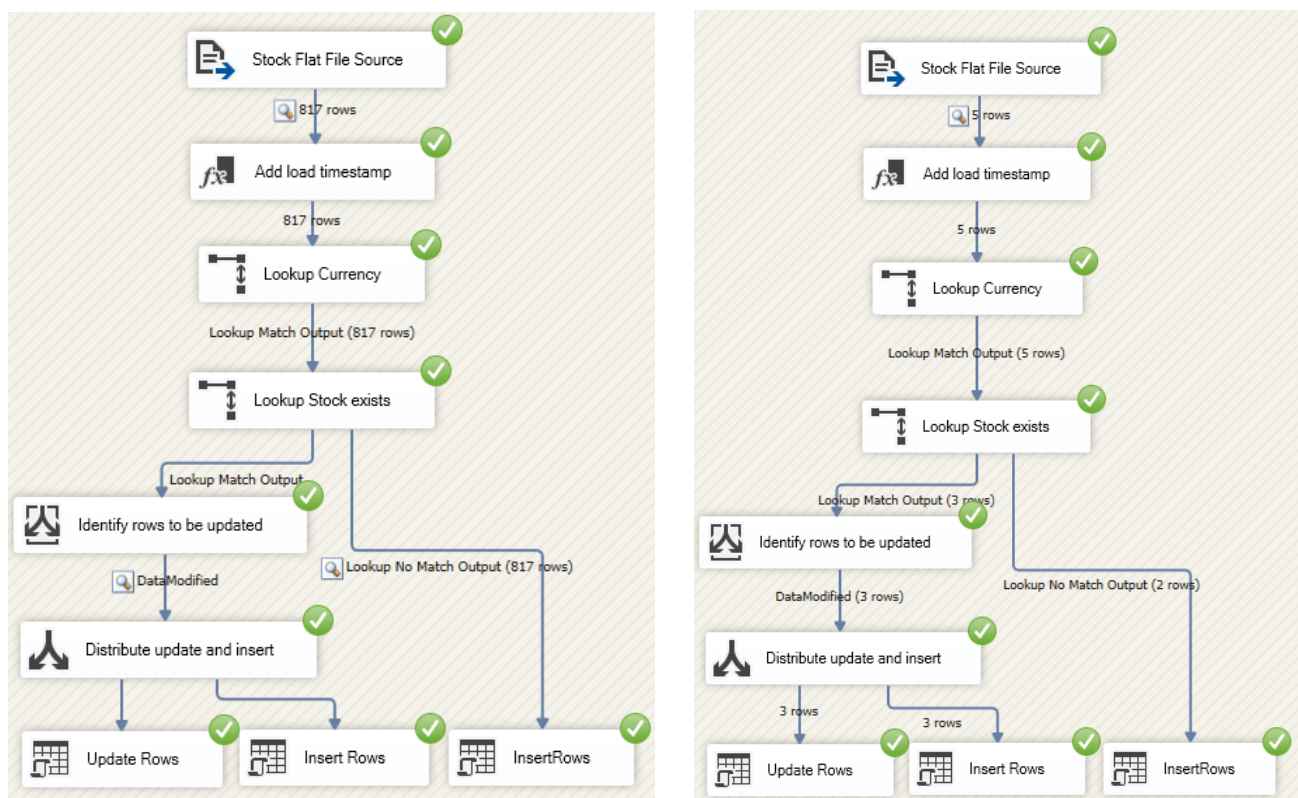 Stock Flat File Source
817 rows
Add load timestamp
817 rows
Lookup Currency
Lookup Match Output (817 rows)
Lookup Stock exists
Lookup Match Output
Identify rows to be updated
Lookup No Match Output (817 rows)
DataModified
Distribute update and insert
Update Rows
Insert Rows
InsertRows
Stock Flat File Source
5 rows
Add load timestamp
5 rows
Lookup Currency
Lookup Match Output (5 rows)
Lookup Stock exists
Lookup Match Output (3 rows)
Identify rows to be updated
Lookup No Match Output (2 rows)
DataModified (3 rows)
Distribute update and insert
3 rows
3 rows
Update Rows
Insert Rows
InsertRows